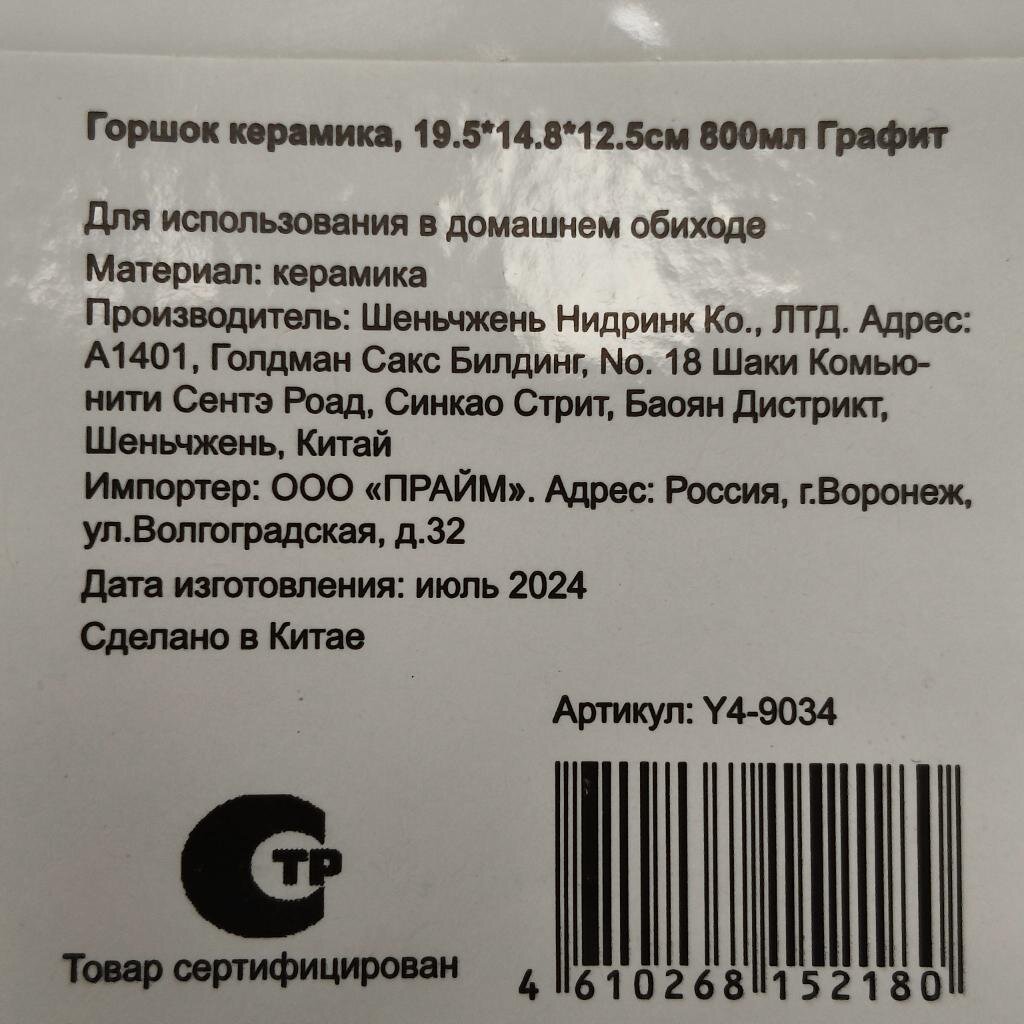 Горшок керамика, 19.5*14.8*12.5см 800мл Графит
Для использования в домашнем обиходе
Материал: керамика
Производитель: Шеньчжень Нидринк Ко., ЛТД. Адрес:
А1401, Голдман Сакс Билдинг, No. 18 Шаки Комью-
нити Сентэ Роад, Синкао Стрит, Баоян Дистрикт,
Шеньчжень, Китай
Импортер: ООО «ПРАЙМ». Адрес: Россия, г.Воронеж,
ул.Волгоградская, д.32
Дата изготовления: июль 2024
Сделано в Китае
Артикул: Y4-9034
СТР
Товар сертифицирован
4 610268 152180